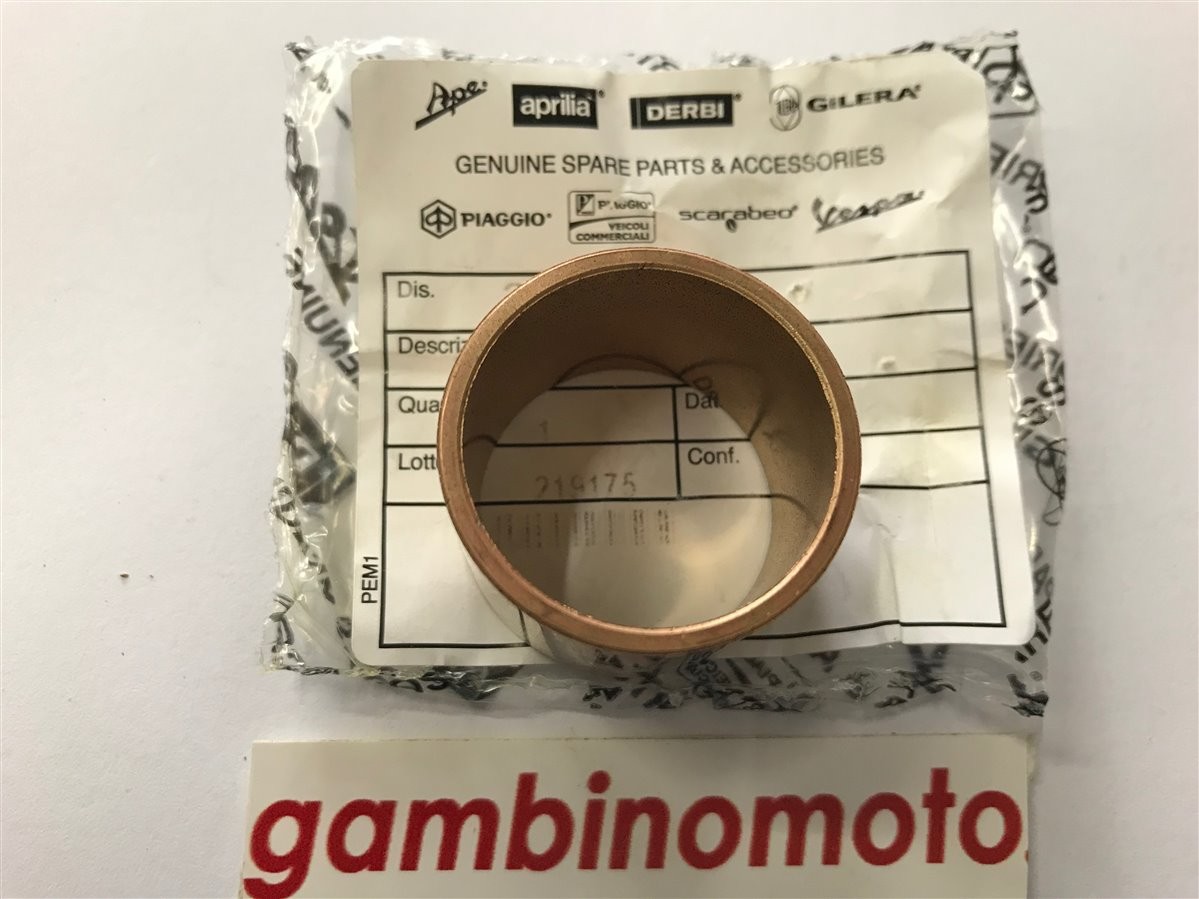 Ape aprilia DERBI GILERA
GENUINE SPARE PARTS & ACCESSORIES
PIAGGIO PIAGGIO VEICOLI COMMERCIALI scarabeo Vespa
Dis.
Descriz
Qua 1 Dat
Lott 219175 Conf.
PEM1
gambinomoto.